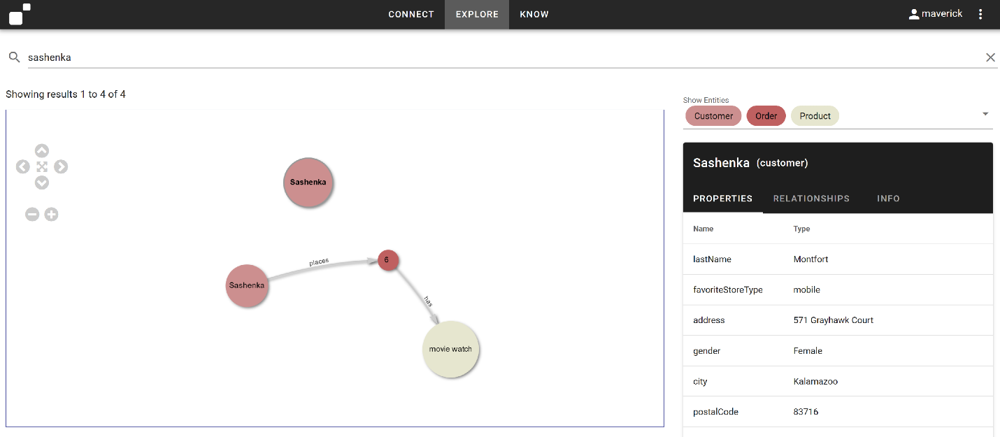 CONNECT EXPLORE KNOW maverick
sashenka
Showing results 1 to 4 of 4
Show Entities
Customer Order Product
Sashenka
places
6
Sashenka
has
movie watch
Sashenka (customer)
PROPERTIES RELATIONSHIPS INFO
Name Type
lastName Montfort
favoriteStoreType mobile
address 571 Grayhawk Court
gender Female
city Kalamazoo
postalCode 83716